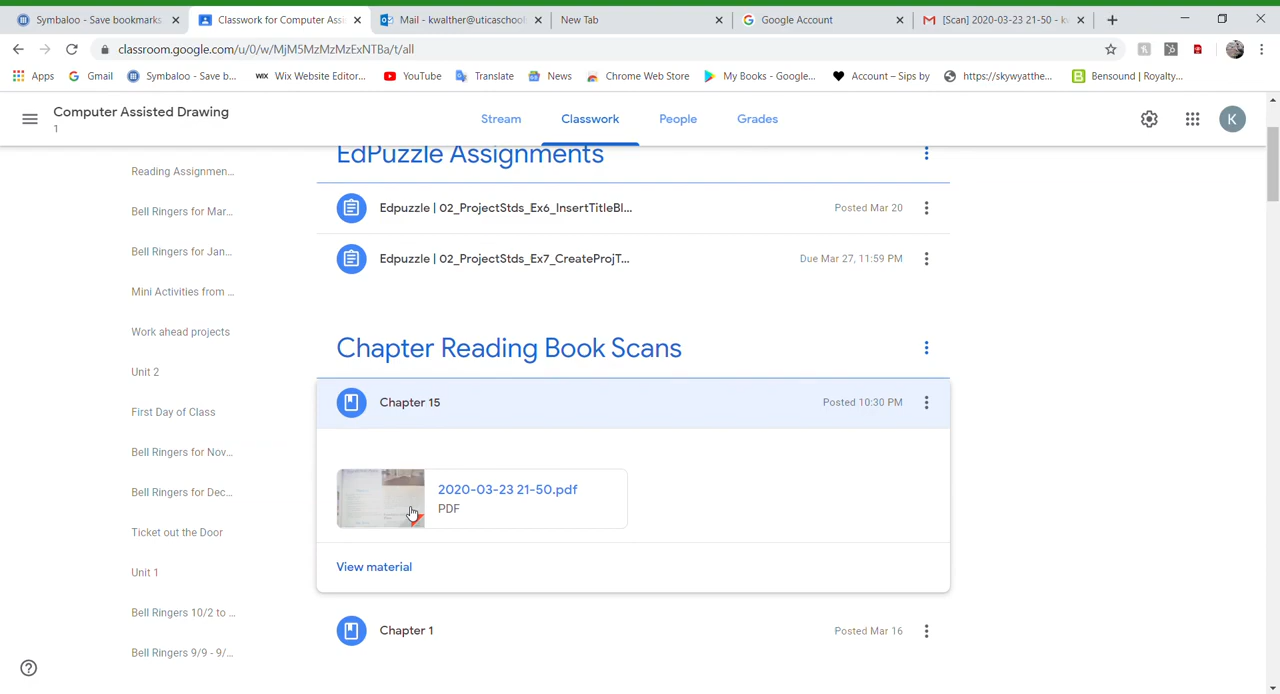 Symbaloo - Save bookmarks
Classwork for Computer Assi
Mail - kwalther@uticaschool
New Tab
Google Account
[Scan] 2020-03-23 21-50 - k
classroom.google.com/u/0/w/MjM5MzMzMzExNTBa/t/all
Apps
Gmail
Symbaloo - Save b...
WiX Wix Website Editor...
YouTube
Translate
News
Chrome Web Store
My Books - Google...
Account – Sips by
https://skywyatthe...
B Bensound | Royalty...
Computer Assisted Drawing
1
Stream
Classwork
People
Grades
K
Reading Assignmen...
Bell Ringers for Mar...
Bell Ringers for Jan...
Mini Activities from ...
Work ahead projects
Unit 2
First Day of Class
Bell Ringers for Nov...
Bell Ringers for Dec...
Ticket out the Door
Unit 1
Bell Ringers 10/2 to ...
Bell Ringers 9/9 - 9/...
EdPuzzle Assignments
Edpuzzle | 02_ProjectStds_Ex6_InsertTitleBl...
Posted Mar 20
Edpuzzle | 02_ProjectStds_Ex7_CreateProjT...
Due Mar 27, 11:59 PM
Chapter Reading Book Scans
Chapter 15
Posted 10:30 PM
2020-03-23 21-50.pdf
PDF
View material
Chapter 1
Posted Mar 16